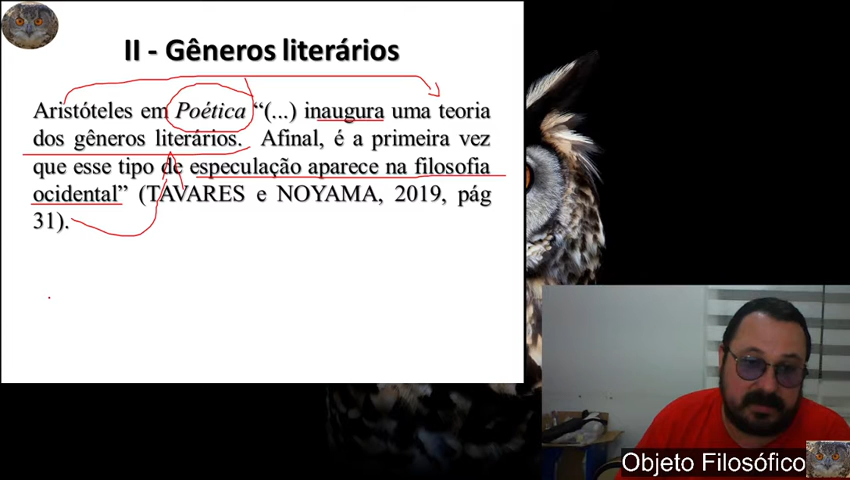 II - Gêneros literários
Aristóteles em Poética “(...) inaugura uma teoria
dos gêneros literários. Afinal, é a primeira vez
que esse tipo de especulação aparece na filosofia
ocidental” (TAVARES e NOYAMA, 2019, pág
31).
Objeto Filosófico